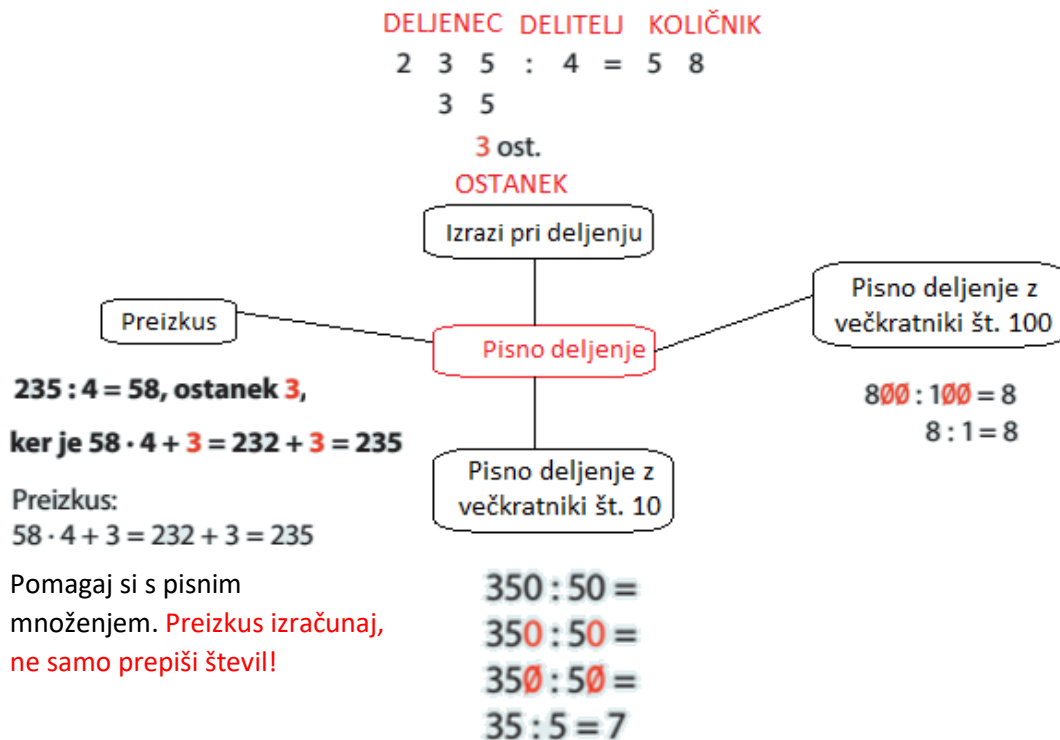 DELJENEC DELITELJ KOLIČNIK
2 3 5 : 4 = 5 8
3 5
3 ost.
OSTANEK
Izrazi pri deljenju
Pisno deljenje
Preizkus
235 : 4 = 58, ostanek 3,
ker je 58 · 4 + 3 = 232 + 3 = 235
Preizkus:
58 · 4 + 3 = 232 + 3 = 235
Pomagaj si s pisnim
množenjem. Preizkus izračunaj,
ne samo prepiši števil!
Pisno deljenje z
večkratniki št. 10
350 : 50 =
350 : 50 =
350 : 50 =
35 : 5 = 7
Pisno deljenje z
večkratniki št. 100
800 : 100 = 8
8 : 1 = 8